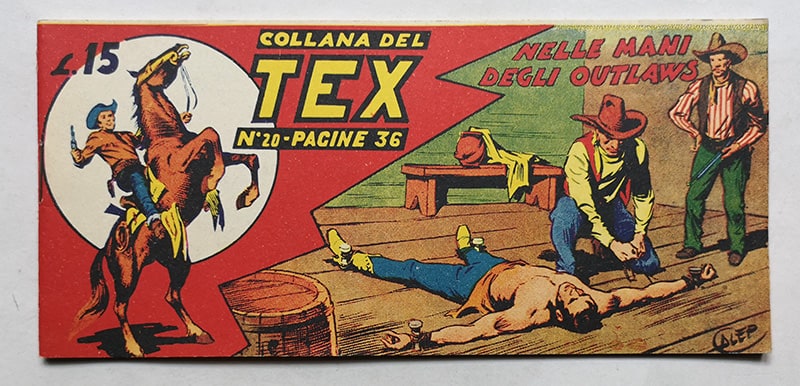 L. 15
COLLANA DEL
TEX
N° 20 - PAGINE 36
NELLE MANI
DEGLI OUTLAWS
GALEP